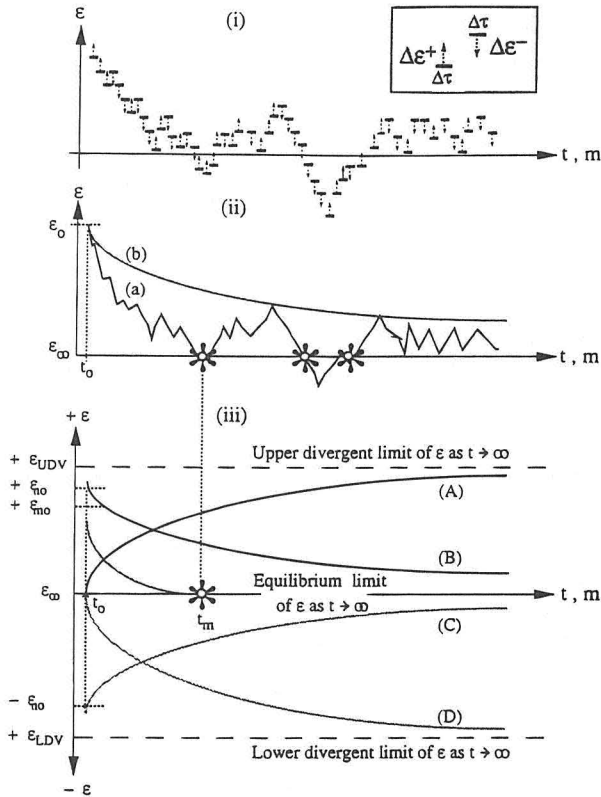 (i)
ε
Δτ
Δε⁺ Δε⁻
Δτ
t , m
(ii)
ε
ε₀
(b)
(a)
ε∞
t₀
t , m
(iii)
+ ε
Upper divergent limit of ε as t → ∞
+ εUDV
+ εno
+ εmo
(A)
(B)
Equilibrium limit
of ε as t → ∞
ε∞
t₀
tm
t , m
(C)
− εno
(D)
+ εLDV
Lower divergent limit of ε as t → ∞
− ε